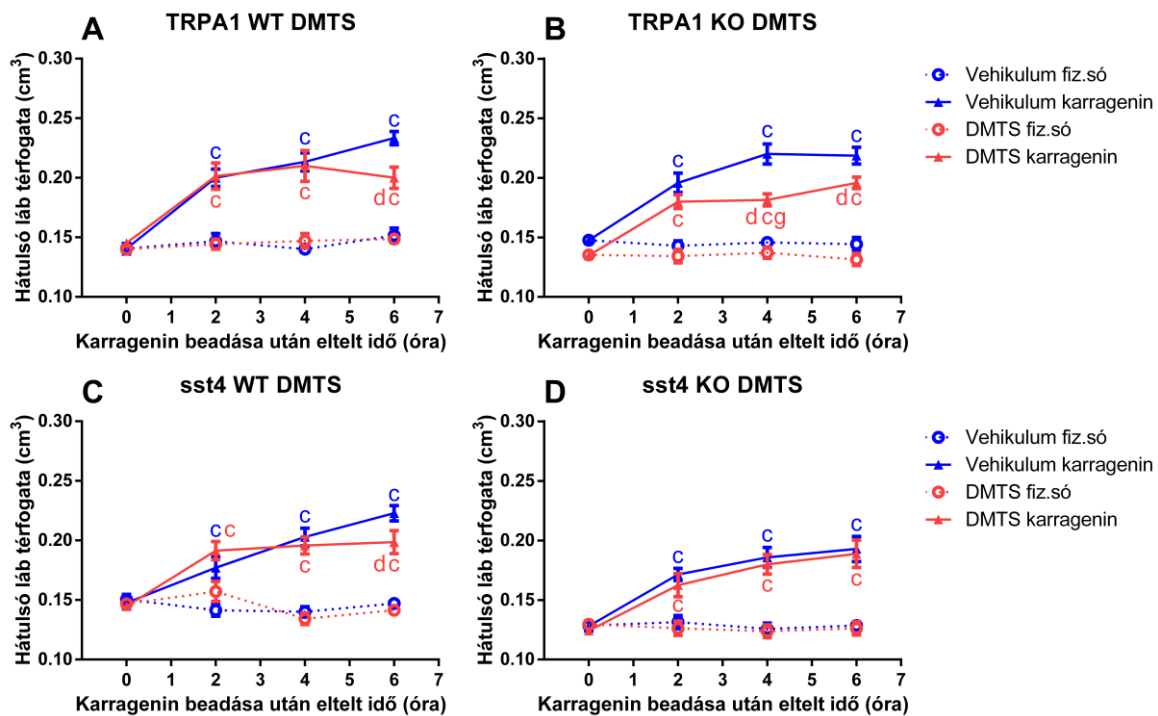 A TRPA1 WT DMTS
Hátulsó láb térfogata (cm³)
0.30
0.25
0.20
0.15
0.10
c
c
c
c
c
d c
0 1 2 3 4 5 6 7
Karragenin beadása után eltelt idő (óra)
B TRPA1 KO DMTS
Hátulsó láb térfogata (cm³)
0.30
0.25
0.20
0.15
0.10
c
c
c
c
d c g
d c
0 1 2 3 4 5 6 7
Karragenin beadása után eltelt idő (óra)
Vehikulum fiz.só
Vehikulum karragenin
DMTS fiz.só
DMTS karragenin
C sst4 WT DMTS
Hátulsó láb térfogata (cm³)
0.30
0.25
0.20
0.15
0.10
c c
c
c
c
d c
0 1 2 3 4 5 6 7
Karragenin beadása után eltelt idő (óra)
D sst4 KO DMTS
Hátulsó láb térfogata (cm³)
0.30
0.25
0.20
0.15
0.10
c
c
c
c
c
c
0 1 2 3 4 5 6 7
Karragenin beadása után eltelt idő (óra)
Vehikulum fiz.só
Vehikulum karragenin
DMTS fiz.só
DMTS karragenin